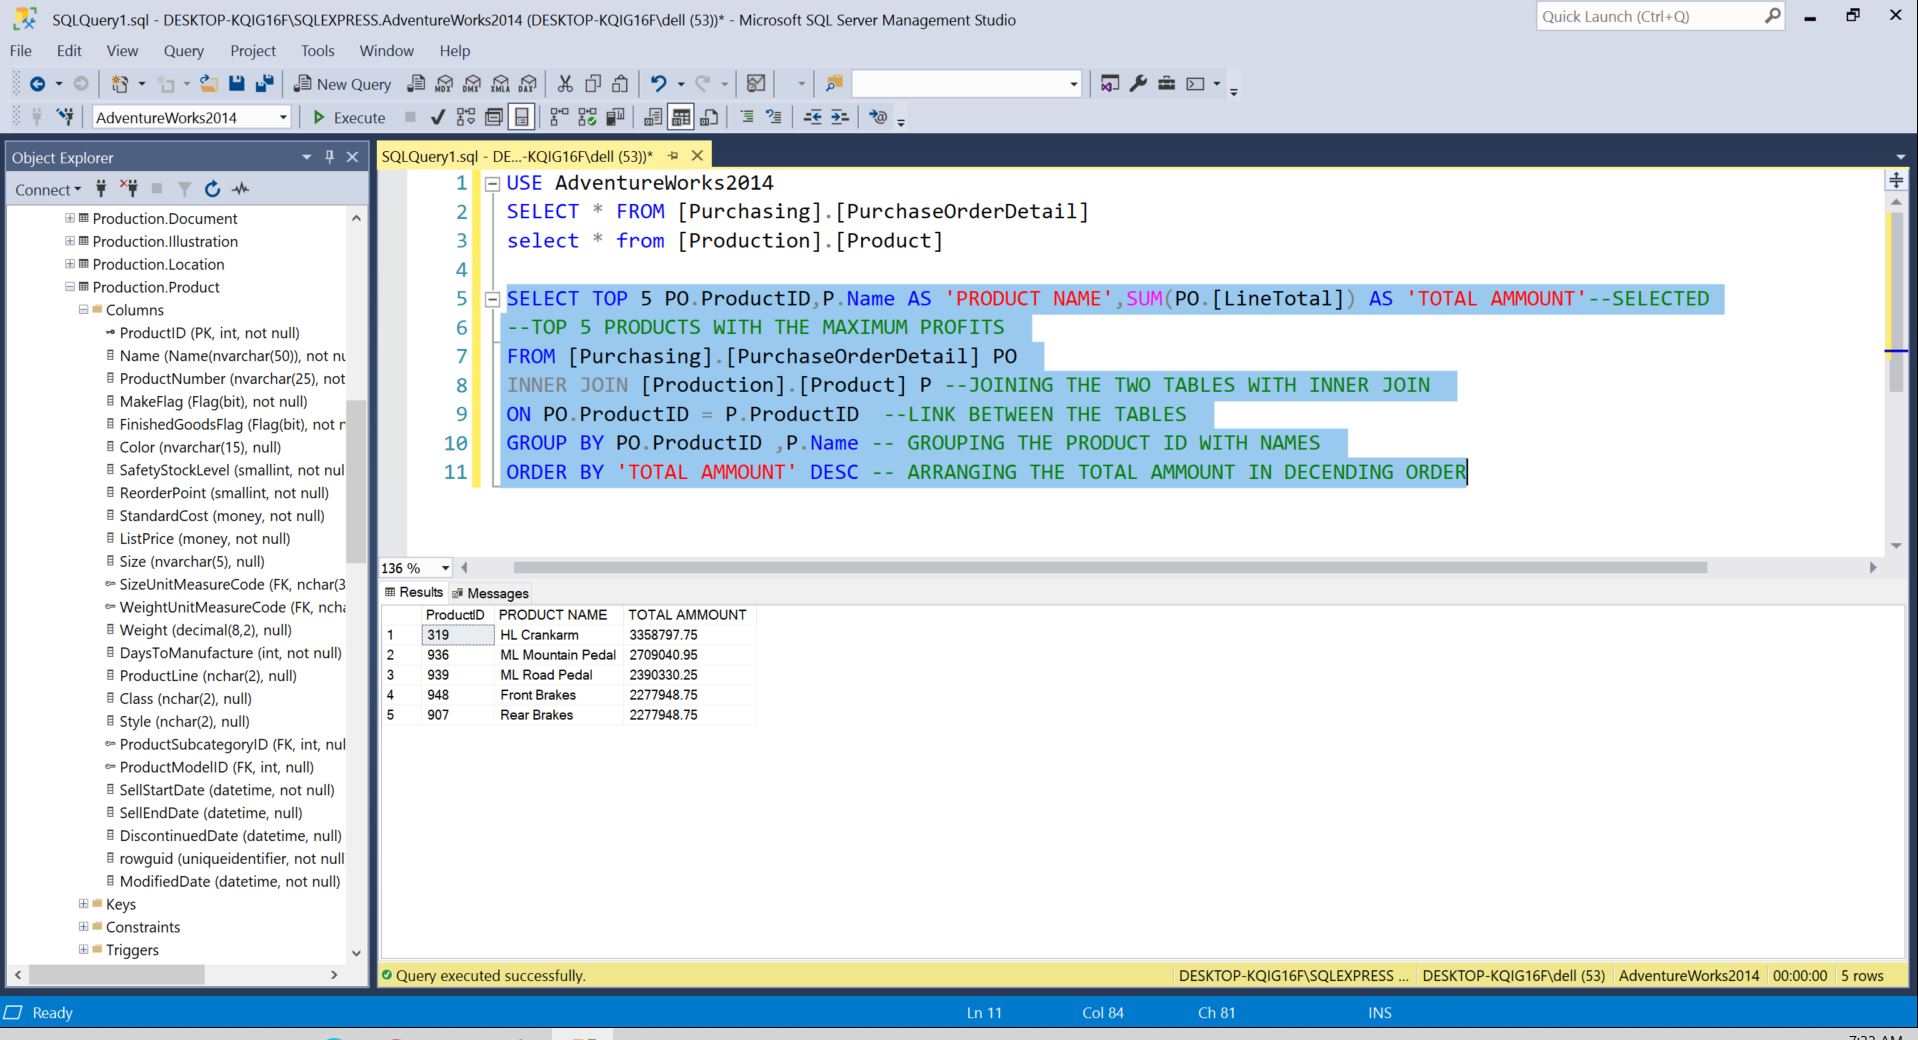 SQLQuery1.sql - DESKTOP-KQIG16F\SQLEXPRESS.AdventureWorks2014 (DESKTOP-KQIG16F\dell (53))* - Microsoft SQL Server Management Studio
Quick Launch (Ctrl+Q)
File Edit View Query Project Tools Window Help
New Query MDX DMX XMLA DAX
AdventureWorks2014 Execute
Object Explorer
Connect
Production.Document
Production.Illustration
Production.Location
Production.Product
Columns
ProductID (PK, int, not null)
Name (Name(nvarchar(50)), not nu
ProductNumber (nvarchar(25), not
MakeFlag (Flag(bit), not null)
FinishedGoodsFlag (Flag(bit), not r
Color (nvarchar(15), null)
SafetyStockLevel (smallint, not nul
ReorderPoint (smallint, not null)
StandardCost (money, not null)
ListPrice (money, not null)
Size (nvarchar(5), null)
SizeUnitMeasureCode (FK, nchar(3
WeightUnitMeasureCode (FK, ncha
Weight (decimal(8,2), null)
DaysToManufacture (int, not null)
ProductLine (nchar(2), null)
Class (nchar(2), null)
Style (nchar(2), null)
ProductSubcategoryID (FK, int, nul
ProductModelID (FK, int, null)
SellStartDate (datetime, not null)
SellEndDate (datetime, null)
DiscontinuedDate (datetime, null)
rowguid (uniqueidentifier, not null
ModifiedDate (datetime, not null)
Keys
Constraints
Triggers
SQLQuery1.sql - DE...-KQIG16F\dell (53))*
1 USE AdventureWorks2014
2 SELECT * FROM [Purchasing].[PurchaseOrderDetail]
3 select * from [Production].[Product]
4
5 SELECT TOP 5 PO.ProductID,P.Name AS 'PRODUCT NAME',SUM(PO.[LineTotal]) AS 'TOTAL AMMOUNT'--SELECTED
6 --TOP 5 PRODUCTS WITH THE MAXIMUM PROFITS
7 FROM [Purchasing].[PurchaseOrderDetail] PO
8 INNER JOIN [Production].[Product] P --JOINING THE TWO TABLES WITH INNER JOIN
9 ON PO.ProductID = P.ProductID --LINK BETWEEN THE TABLES
10 GROUP BY PO.ProductID ,P.Name -- GROUPING THE PRODUCT ID WITH NAMES
11 ORDER BY 'TOTAL AMMOUNT' DESC -- ARRANGING THE TOTAL AMMOUNT IN DECENDING ORDER
136 %
Results Messages
ProductID PRODUCT NAME TOTAL AMMOUNT
1 319 HL Crankarm 3358797.75
2 936 ML Mountain Pedal 2709040.95
3 939 ML Road Pedal 2390330.25
4 948 Front Brakes 2277948.75
5 907 Rear Brakes 2277948.75
Query executed successfully. DESKTOP-KQIG16F\SQLEXPRESS ... DESKTOP-KQIG16F\dell (53) AdventureWorks2014 00:00:00 5 rows
Ready Ln 11 Col 84 Ch 81 INS